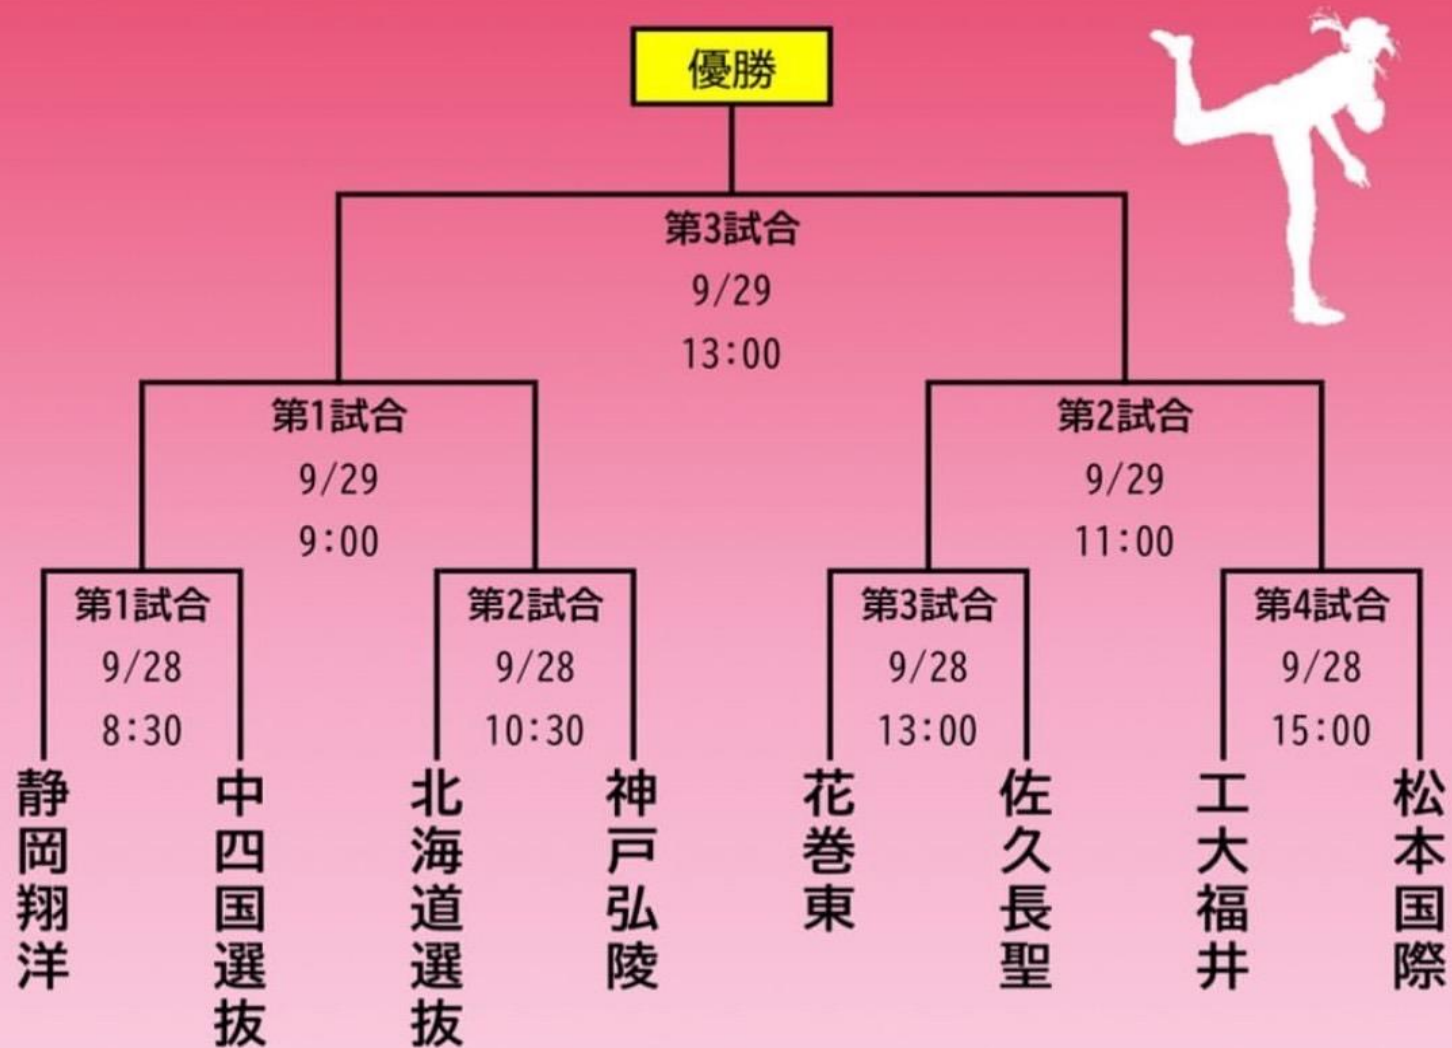 優勝
第3試合
9/29
13:00
第1試合
9/29
9:00
第2試合
9/29
11:00
第1試合
9/28
8:30
第2試合
9/28
10:30
第3試合
9/28
13:00
第4試合
9/28
15:00
静岡翔洋
中四国選抜
北海道選抜
神戸弘陵
花巻東
佐久長聖
工大福井
松本国際